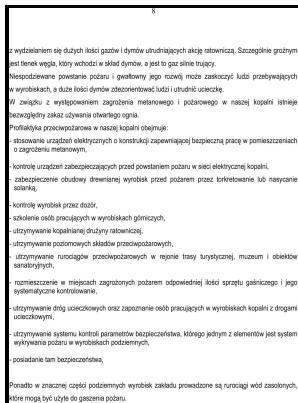 8
z wydzielaniem się dużych ilości gazów i dymów utrudniających akcję ratowniczą. Szczególnie groźnym
jest tlenek węgla, który wchodzi w skład dymów, a jest to gaz silnie trujący.
Niespodziewane powstanie pożaru i gwałtowny jego rozwój może zaskoczyć ludzi przebywających
w wyrobiskach, a duże ilości dymów zdezorientować ludzi i utrudnić ucieczkę.
W związku z występowaniem zagrożenia metanowego i pożarowego w naszej kopalni istnieje
bezwzględny zakaz używania otwartego ognia.
Profilaktyka przeciwpożarowa w naszej kopalni obejmuje:
- stosowanie urządzeń elektrycznych o konstrukcji zapewniającej bezpieczną pracę w pomieszczeniach
o zagrożeniu metanowym,
- kontrolę urządzeń zabezpieczających przed powstaniem pożaru w sieci elektrycznej kopalni,
- zabezpieczenie obudowy drewnianej wyrobisk przed pożarem przez torkretowanie lub nasycanie
solanką,
- kontrolę wyrobisk przez dozór,
- szkolenie osób pracujących w wyrobiskach górniczych,
- utrzymywanie kopalnianej drużyny ratowniczej,
- utrzymywanie poziomowych składów przeciwpożarowych,
- utrzymywanie rurociągów przeciwpożarowych w rejonie trasy turystycznej, muzeum i obiektów
sanatoryjnych,
- rozmieszczenie w miejscach zagrożonych pożarem odpowiedniej ilości sprzętu gaśniczego i jego
systematyczne kontrolowanie,
- utrzymywanie dróg ucieczkowych oraz zapoznanie osób pracujących w wyrobiskach kopalni z drogami
ucieczkowymi,
- utrzymywanie systemu kontroli parametrów bezpieczeństwa, którego jednym z elementów jest system
wykrywania pożaru w wyrobiskach podziemnych,
- posiadanie tam bezpieczeństwa,
Ponadto w znacznej części podziemnych wyrobisk zakładu prowadzone są rurociągi wód zasolonych,
które mogą być użyte do gaszenia pożaru.